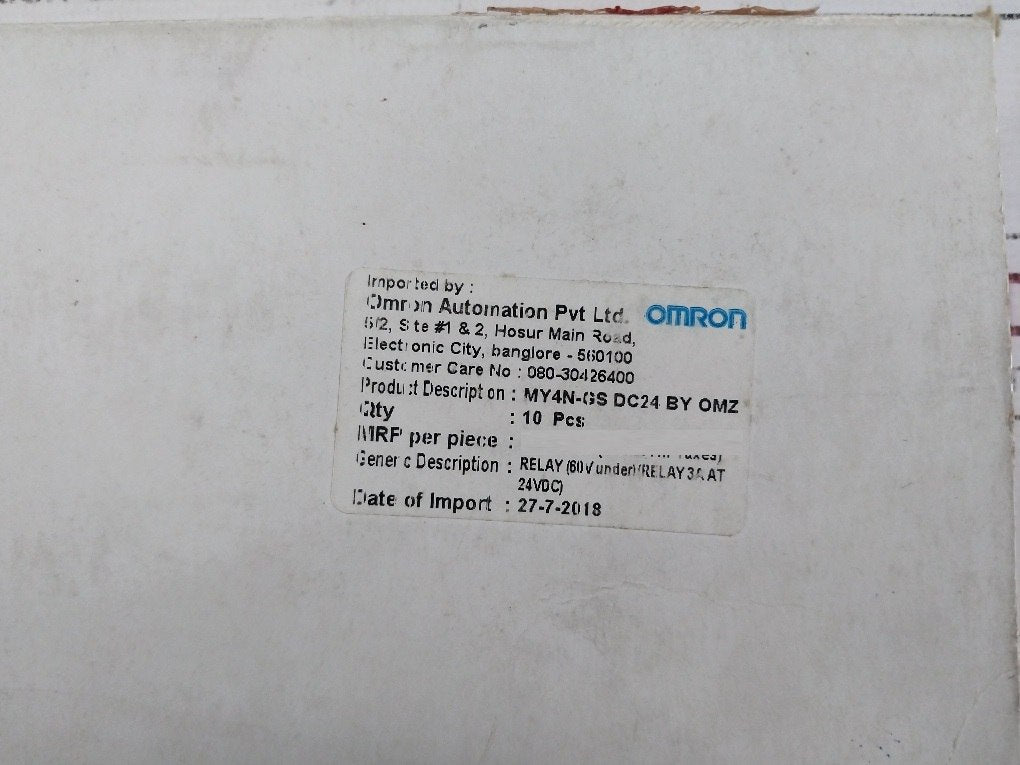 Imported by :
Omron Automation Pvt Ltd. OMRON
5/2, Site #1 & 2, Hosur Main Road,
Electronic City, banglore - 560100
Customer Care No : 080-30426400
Product Description : MY4N-GS DC24 BY OMZ
Qty : 10 Pcs
MRP per piece :
Taxes)
Generic Description : RELAY (60V under)(RELAY 3A AT
24VDC)
Date of Import : 27-7-2018